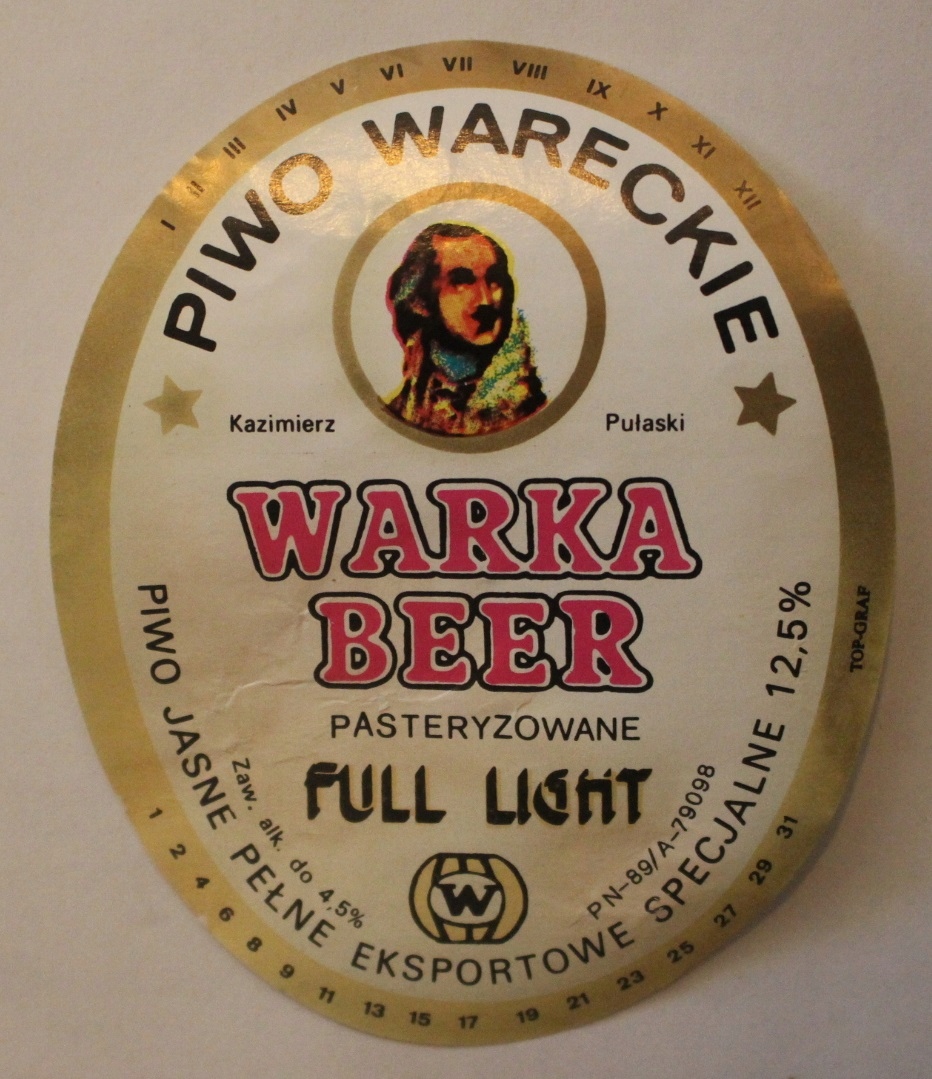 I II III IV V VI VII VIII IX X XI XII
PIWO WARECKIE
Kazimierz Pułaski
WARKA
BEER
PASTERYZOWANE
FULL LIGHT
Zaw. alk. do 4,5%
PN-89/A-79098
W
PIWO JASNE PEŁNE EKSPORTOWE SPECJALNE 12,5%
1 2 4 6 8 9 11 13 15 17 19 21 23 25 27 29 31
TOP-GRAF